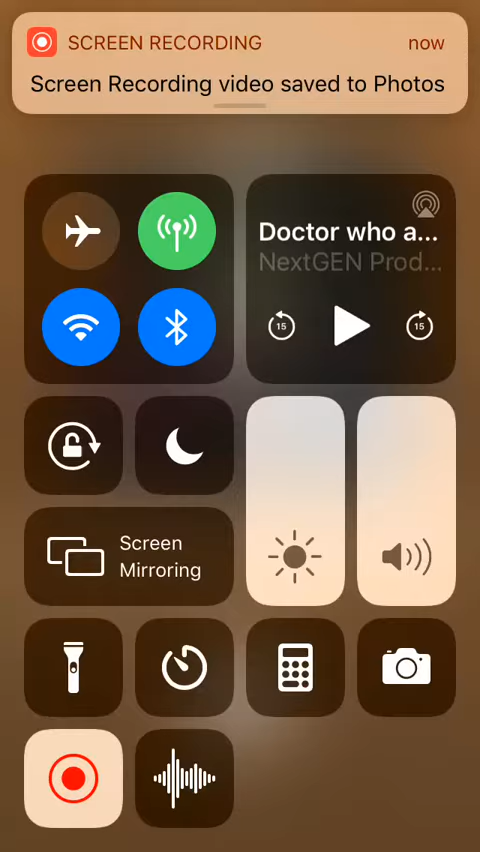 SCREEN RECORDING now
Screen Recording video saved to Photos
Doctor who a...
NextGEN Prod...
15 15
Screen
Mirroring